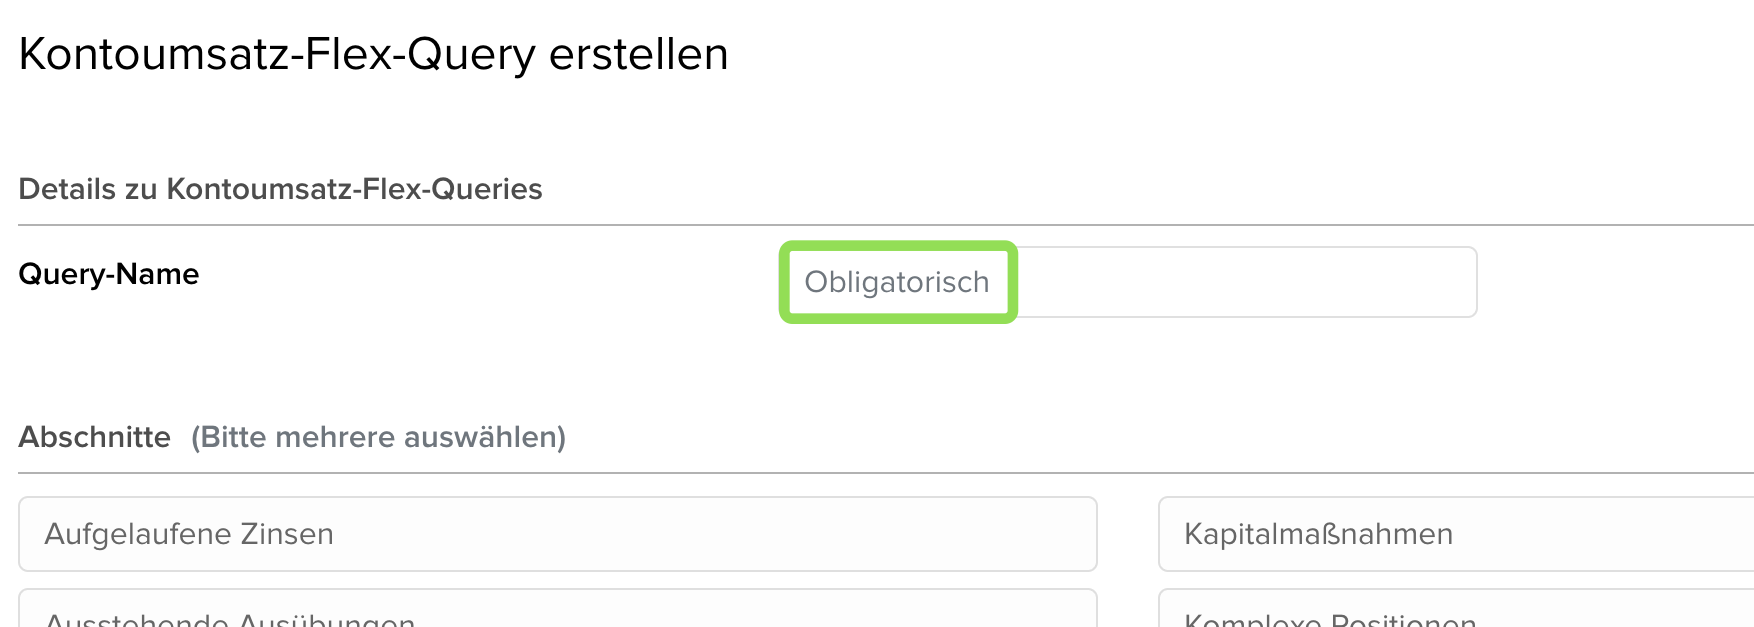 Kontoumsatz-Flex-Query erstellen
Details zu Kontoumsatz-Flex-Queries
Query-Name
Obligatorisch
Abschnitte (Bitte mehrere auswählen)
Aufgelaufene Zinsen
Kapitalmaßnahmen
Ausstehende Ausübungen
Komplexe Positionen